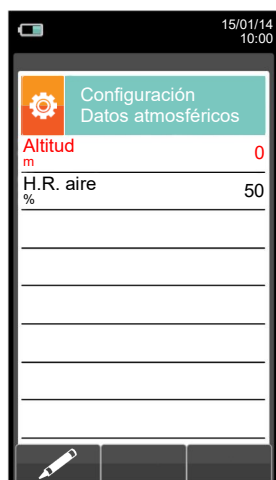 15/01/14
10:00
Configuración
Datos atmosféricos
Altitud 0
m
H.R. aire 50
%